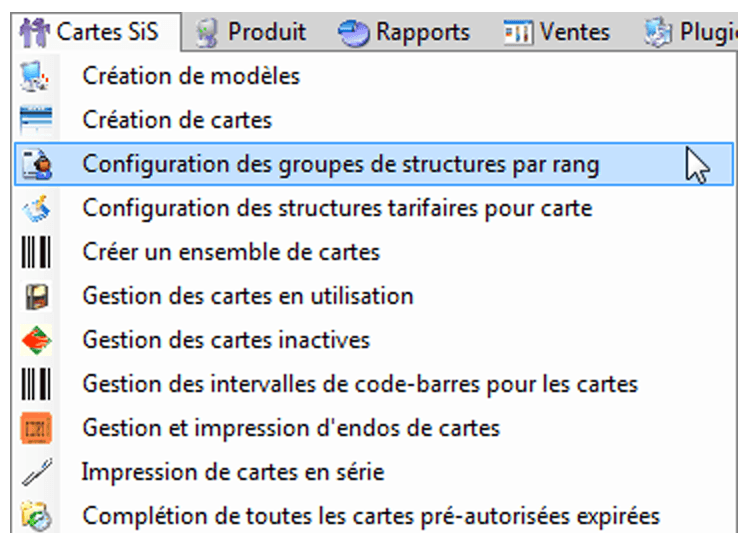 Cartes SiS Produit Rapports Ventes Plugi
Création de modèles
Création de cartes
Configuration des groupes de structures par rang
Configuration des structures tarifaires pour carte
Créer un ensemble de cartes
Gestion des cartes en utilisation
Gestion des cartes inactives
Gestion des intervalles de code-barres pour les cartes
Gestion et impression d'endos de cartes
Impression de cartes en série
Complétion de toutes les cartes pré-autorisées expirées